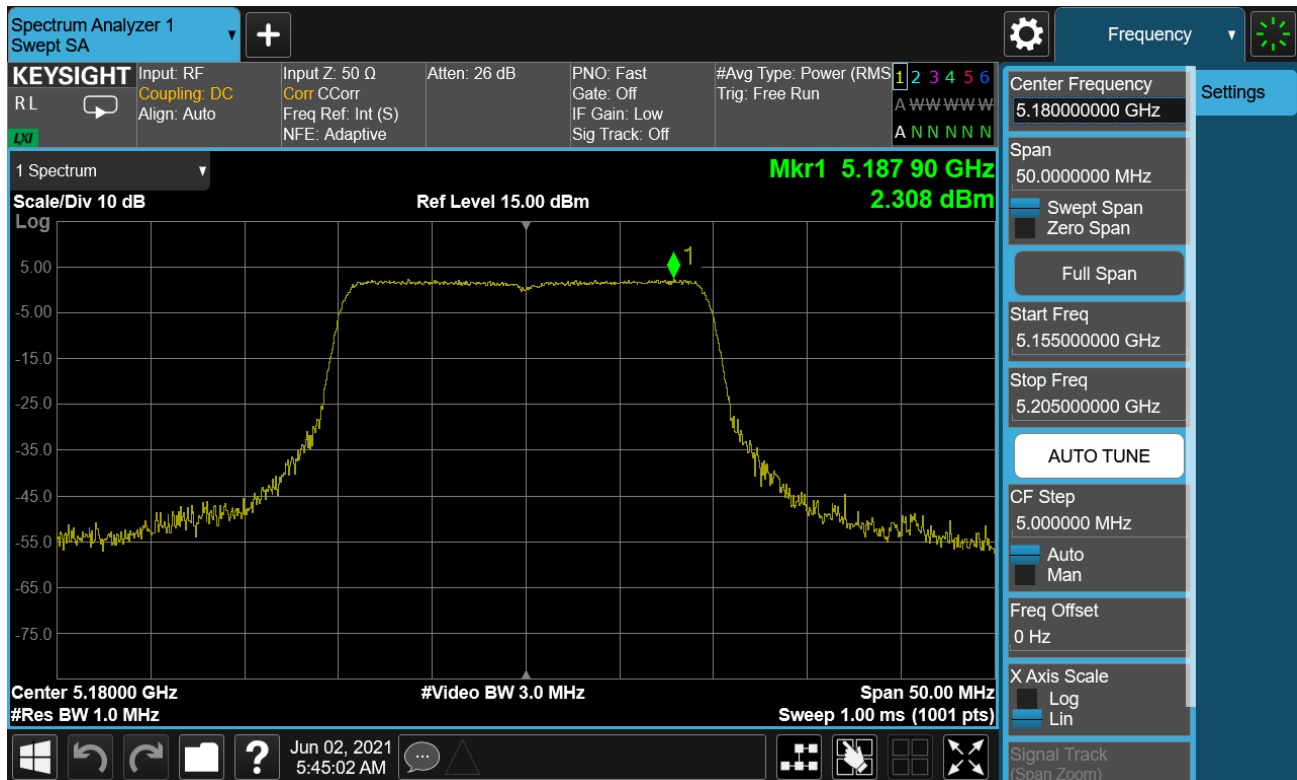 Spectrum Analyzer 1
Swept SA
Frequency
KEYSIGHT
R L
LXI
Input: RF
Coupling: DC
Align: Auto
Input Z: 50 Ω
Corr CCorr
Freq Ref: Int (S)
NFE: Adaptive
Atten: 26 dB
PNO: Fast
Gate: Off
IF Gain: Low
Sig Track: Off
#Avg Type: Power (RMS
Trig: Free Run
1 2 3 4 5 6
A W W W W W
A N N N N N
1 Spectrum
Scale/Div 10 dB
Ref Level 15.00 dBm
Mkr1 5.187 90 GHz
2.308 dBm
Log
5.00
-5.00
-15.0
-25.0
-35.0
-45.0
-55.0
-65.0
-75.0
1
Center 5.18000 GHz
#Video BW 3.0 MHz
Span 50.00 MHz
#Res BW 1.0 MHz
Sweep 1.00 ms (1001 pts)
Center Frequency
5.180000000 GHz
Settings
Span
50.0000000 MHz
Swept Span
Zero Span
Full Span
Start Freq
5.155000000 GHz
Stop Freq
5.205000000 GHz
AUTO TUNE
CF Step
5.000000 MHz
Auto
Man
Freq Offset
0 Hz
X Axis Scale
Log
Lin
Signal Track
(Span Zoom)
?
Jun 02, 2021
5:45:02 AM